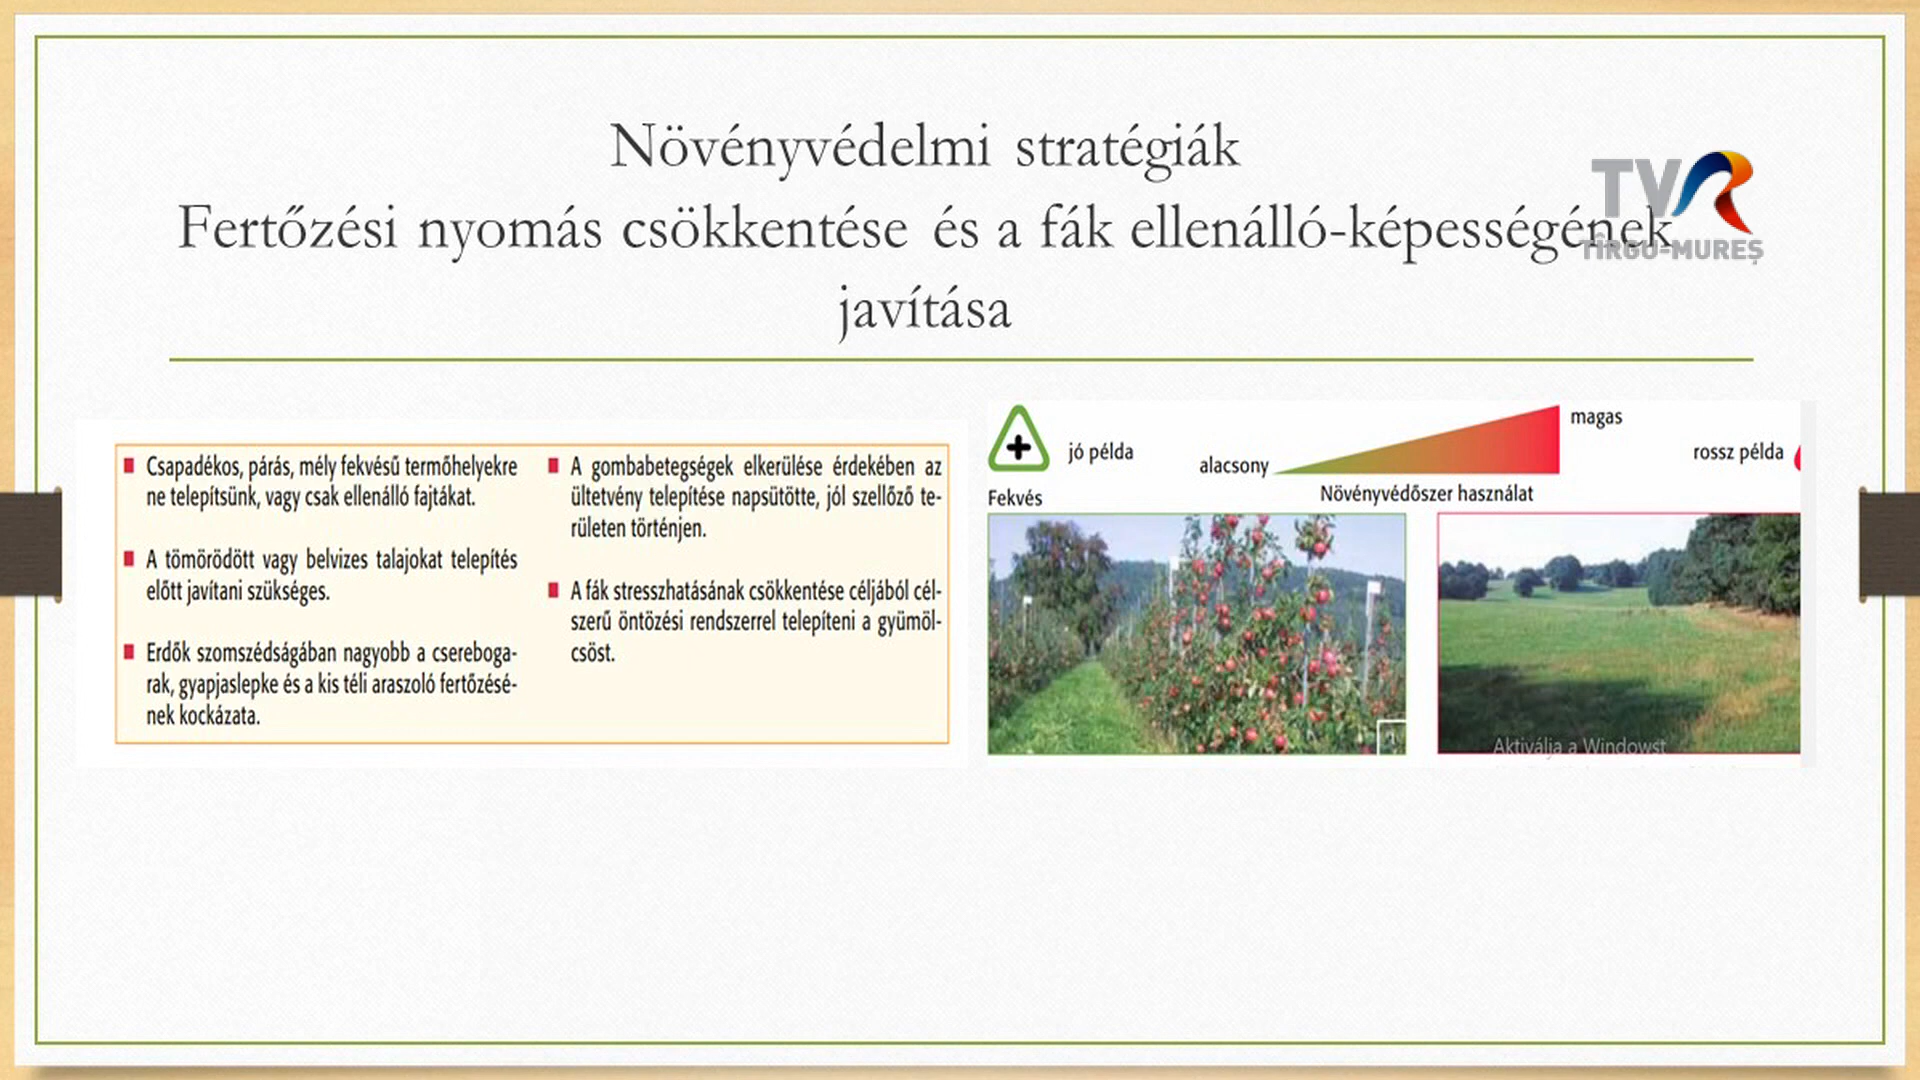 Növényvédelmi stratégiák
Fertőzési nyomás csökkentése és a fák ellenálló-képességének
javítása
TVR
TÎRGU-MUREȘ
Csapadékos, párás, mély fekvésű termőhelyekre
ne telepítsünk, vagy csak ellenálló fajtákat.
A tömörödött vagy belvizes talajokat telepítés
előtt javítani szükséges.
Erdők szomszédságában nagyobb a csereboga-
rak, gyapjaslepke és a kis téli araszoló fertőzésé-
nek kockázata.
A gombabetegségek elkerülése érdekében az
ültetvény telepítése napsütötte, jól szellőző te-
rületen történjen.
A fák stresszhatásának csökkentése céljából cél-
szerű öntözési rendszerrel telepíteni a gyümöl-
csöst.
jó példa
alacsony
magas
rossz példa
Növényvédőszer használat
Fekvés
1
Aktiválja a Windowst